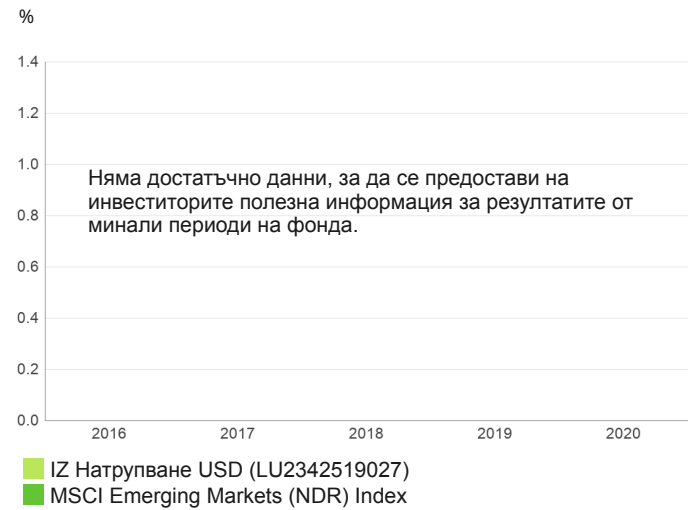 %
1.4
1.2
1.0
Няма достатъчно данни, за да се предостави на
инвеститорите полезна информация за резултатите от
0.8
минали периоди на фонда.
0.6
0.4
0.2
0.0
2016 2017 2018 2019 2020
IZ Натрупване USD (LU2342519027)
MSCI Emerging Markets (NDR) Index